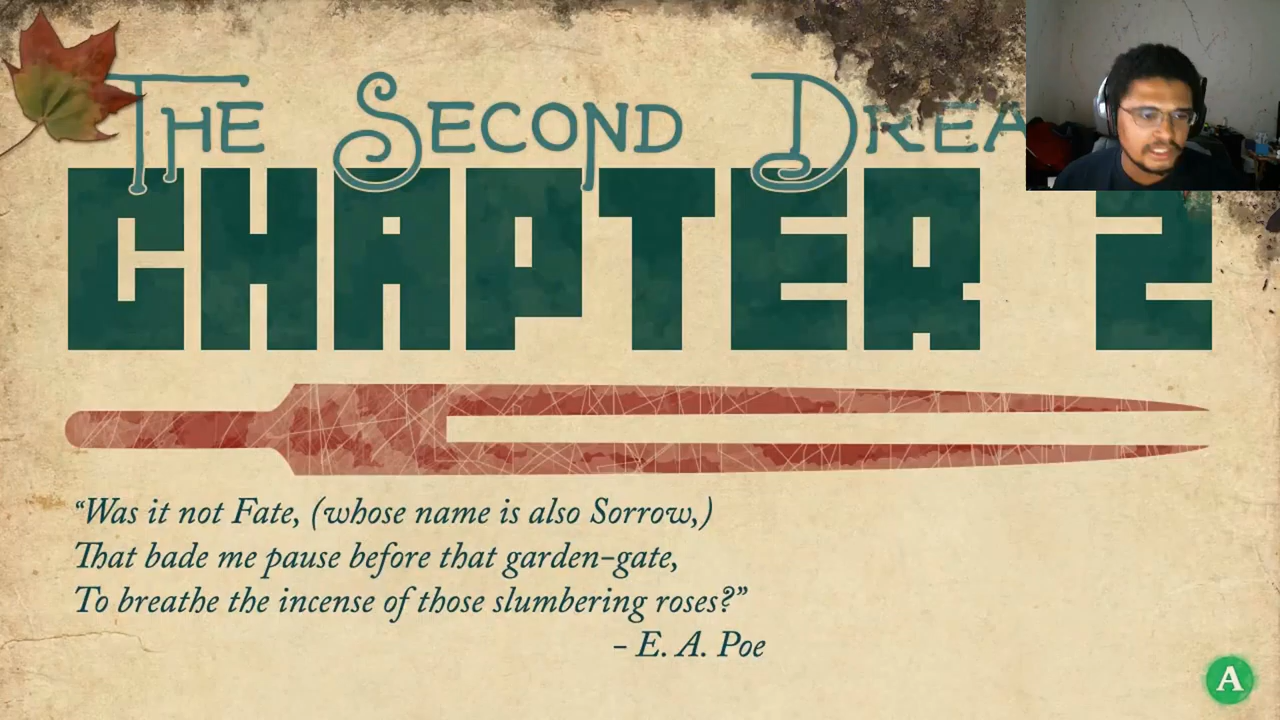 The Second Drea
CHAPTER 2
“Was it not Fate, (whose name is also Sorrow,)
That bade me pause before that garden-gate,
To breathe the incense of those slumbering roses?”
- E. A. Poe
A